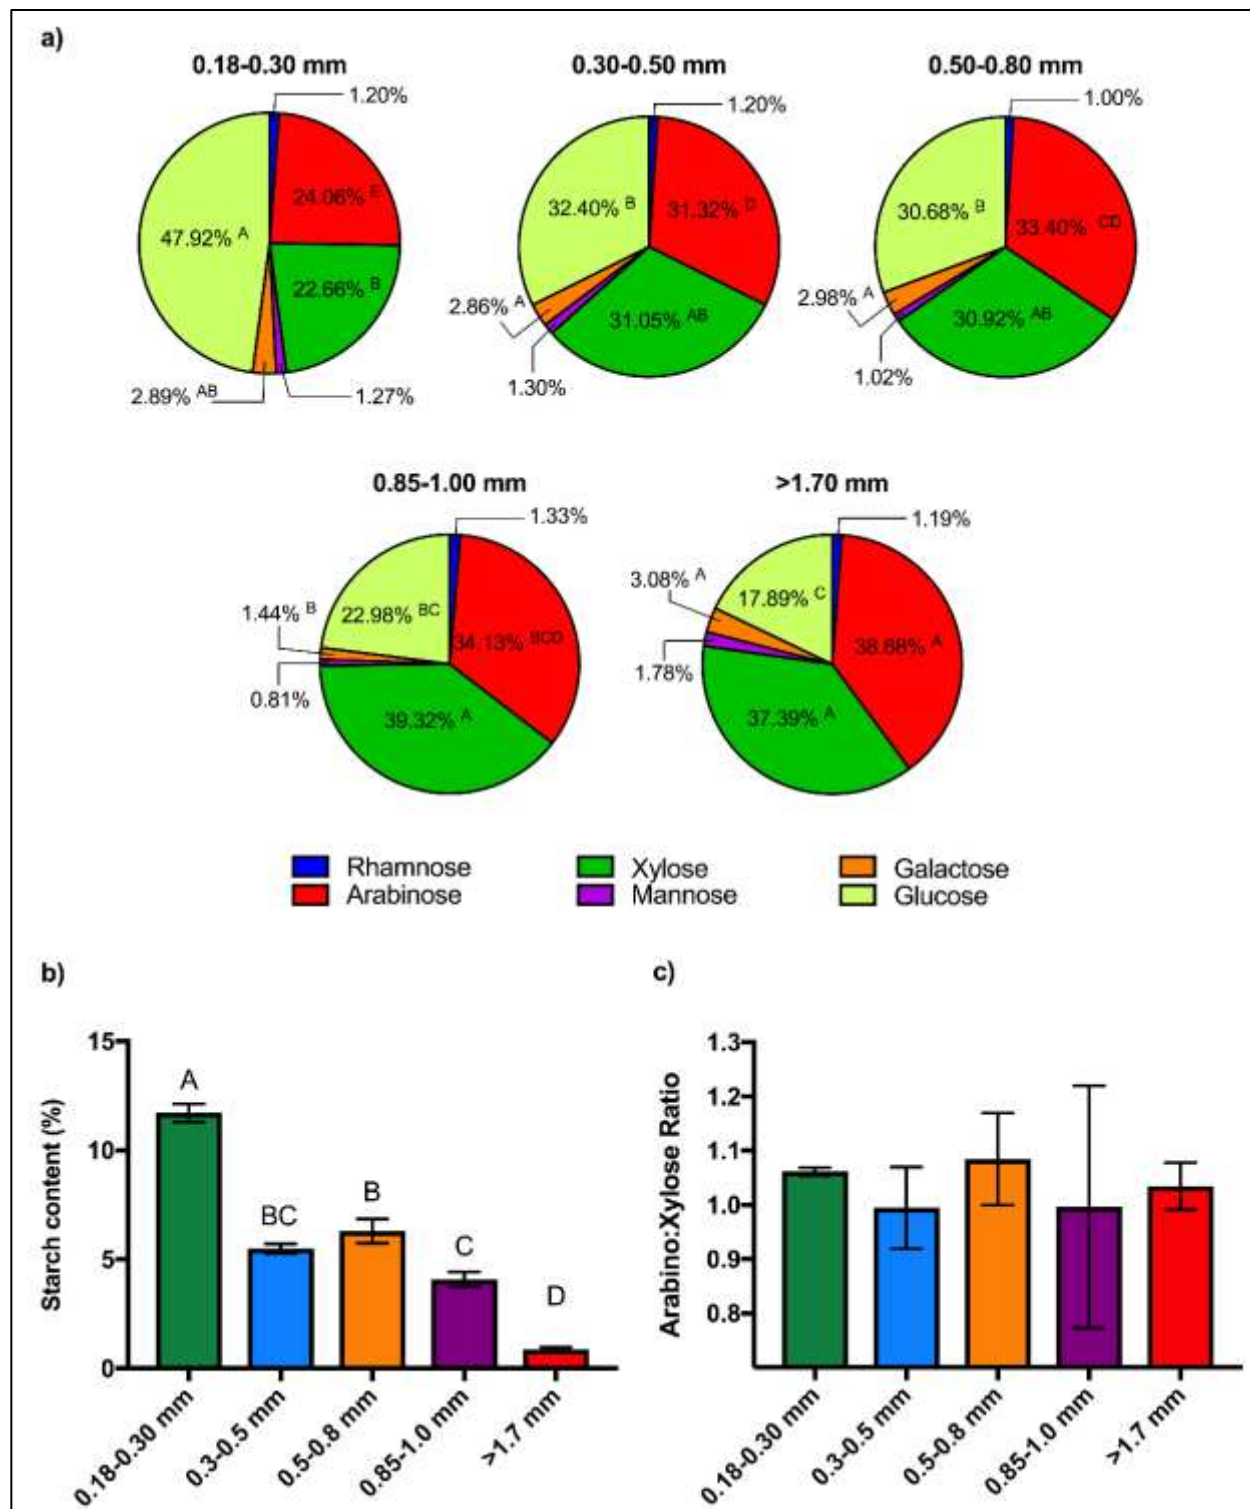 a)
0.18-0.30 mm
0.30-0.50 mm
0.50-0.80 mm
1.20%
24.06% E
22.66% B
1.27%
2.89% AB
47.92% A
1.20%
31.32% D
31.05% AB
1.30%
2.86% A
32.40% B
1.00%
33.40% CD
30.92% AB
1.02%
2.98% A
30.68% B
0.85-1.00 mm
>1.70 mm
1.33%
34.13% BCD
39.32% A
0.81%
1.44% B
22.98% BC
1.19%
38.68% A
37.39% A
1.78%
3.08% A
17.89% C
Rhamnose
Xylose
Galactose
Arabinose
Mannose
Glucose
b)
Starch content (%)
15
10
5
0
A
BC
B
C
D
0.18-0.30 mm
0.3-0.5 mm
0.5-0.8 mm
0.85-1.0 mm
>1.7 mm
c)
Arabino:Xylose Ratio
1.3
1.2
1.1
1.0
0.9
0.8
0.18-0.30 mm
0.3-0.5 mm
0.5-0.8 mm
0.85-1.0 mm
>1.7 mm